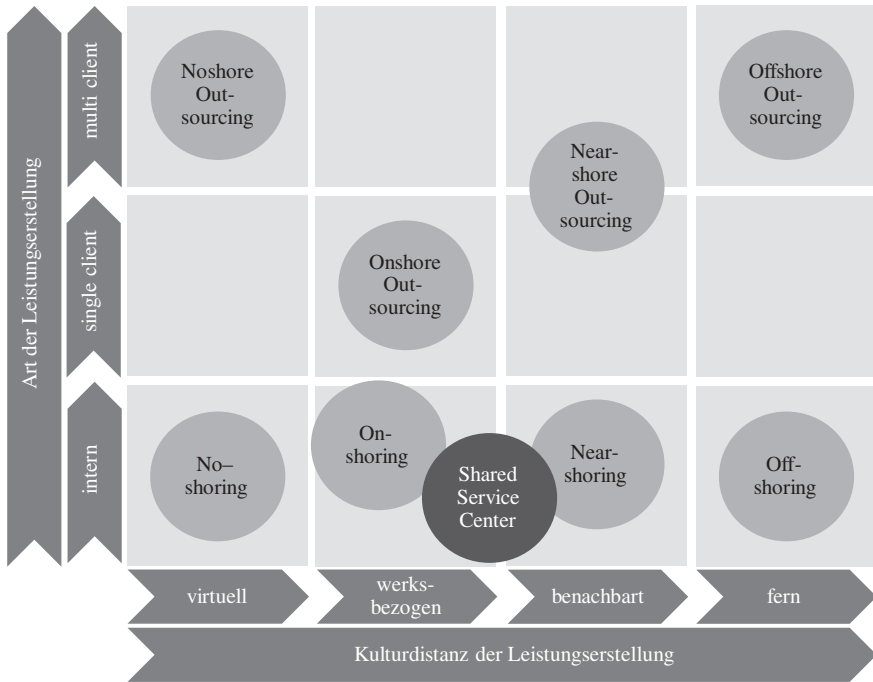 Art der Leistungserstellung
multi client
single client
intern
Noshore
Out-
sourcing
Offshore
Out-
sourcing
Near-
shore
Out-
sourcing
Onshore
Out-
sourcing
No–
shoring
On-
shoring
Shared
Service
Center
Near-
shoring
Off-
shoring
virtuell
werks-
bezogen
benachbart
fern
Kulturdistanz der Leistungserstellung